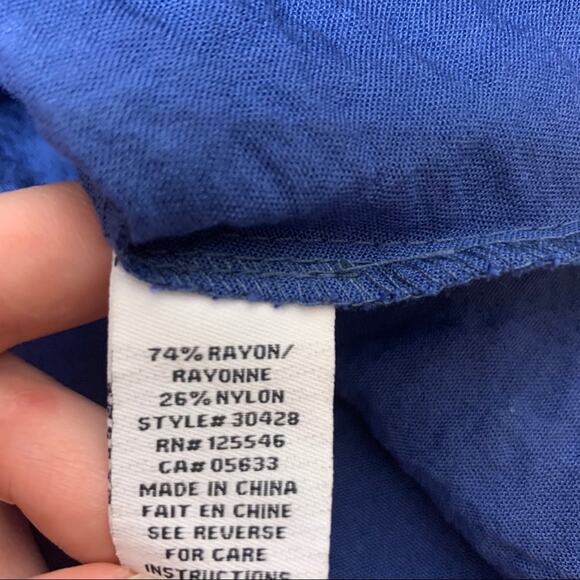 74% RAYON/
RAYONNE
26% NYLON
STYLE# 30428
RN# 125546
CA# 05633
MADE IN CHINA
FAIT EN CHINE
SEE REVERSE
FOR CARE
INSTRUCTIONS